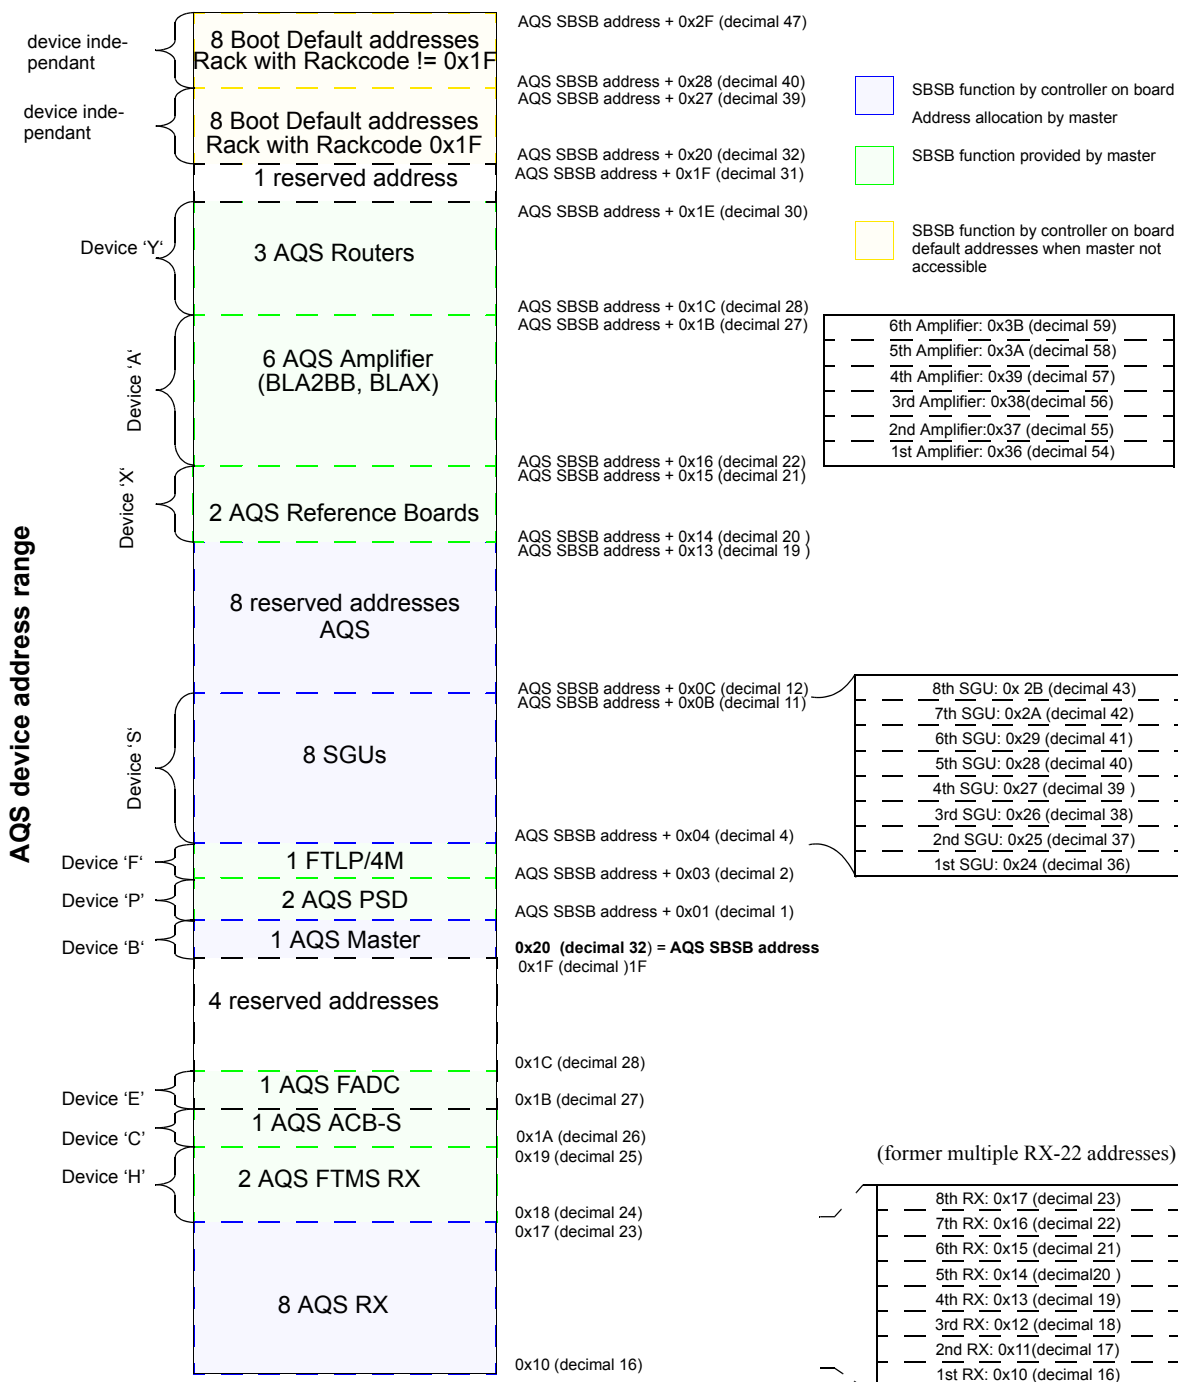 AQS device address range
device inde-
pendant
8 Boot Default addresses
Rack with Rackcode != 0x1F
AQS SBSB address + 0x2F (decimal 47)
AQS SBSB address + 0x28 (decimal 40)
device inde-
pendant
8 Boot Default addresses
Rack with Rackcode 0x1F
AQS SBSB address + 0x27 (decimal 39)
AQS SBSB address + 0x20 (decimal 32)
1 reserved address
AQS SBSB address + 0x1F (decimal 31)
Device ‘Y‘
3 AQS Routers
AQS SBSB address + 0x1E (decimal 30)
AQS SBSB address + 0x1C (decimal 28)
Device ‘A’
6 AQS Amplifier
(BLA2BB, BLAX)
AQS SBSB address + 0x1B (decimal 27)
AQS SBSB address + 0x16 (decimal 22)
Device ‘X‘
2 AQS Reference Boards
AQS SBSB address + 0x15 (decimal 21)
AQS SBSB address + 0x14 (decimal 20 )
8 reserved addresses
AQS
AQS SBSB address + 0x13 (decimal 19 )
AQS SBSB address + 0x0C (decimal 12)
Device ‘S‘
8 SGUs
AQS SBSB address + 0x0B (decimal 11)
AQS SBSB address + 0x04 (decimal 4)
Device ‘F‘
1 FTLP/4M
AQS SBSB address + 0x03 (decimal 2)
Device ‘P’
2 AQS PSD
AQS SBSB address + 0x01 (decimal 1)
Device ‘B‘
1 AQS Master
0x20 (decimal 32) = AQS SBSB address
0x1F (decimal )1F
4 reserved addresses
0x1C (decimal 28)
Device ‘E’
1 AQS FADC
0x1B (decimal 27)
Device ‘C’
1 AQS ACB-S
0x1A (decimal 26)
Device ‘H’
2 AQS FTMS RX
0x19 (decimal 25)
0x18 (decimal 24)
8 AQS RX
0x17 (decimal 23)
0x10 (decimal 16)
SBSB function by controller on board
Address allocation by master
SBSB function provided by master
SBSB function by controller on board
default addresses when master not
accessible
6th Amplifier: 0x3B (decimal 59)
5th Amplifier: 0x3A (decimal 58)
4th Amplifier: 0x39 (decimal 57)
3rd Amplifier: 0x38(decimal 56)
2nd Amplifier:0x37 (decimal 55)
1st Amplifier: 0x36 (decimal 54)
8th SGU: 0x 2B (decimal 43)
7th SGU: 0x2A (decimal 42)
6th SGU: 0x29 (decimal 41)
5th SGU: 0x28 (decimal 40)
4th SGU: 0x27 (decimal 39 )
3rd SGU: 0x26 (decimal 38)
2nd SGU: 0x25 (decimal 37)
1st SGU: 0x24 (decimal 36)
(former multiple RX-22 addresses)
8th RX: 0x17 (decimal 23)
7th RX: 0x16 (decimal 22)
6th RX: 0x15 (decimal 21)
5th RX: 0x14 (decimal20 )
4th RX: 0x13 (decimal 19)
3rd RX: 0x12 (decimal 18)
2nd RX: 0x11(decimal 17)
1st RX: 0x10 (decimal 16)